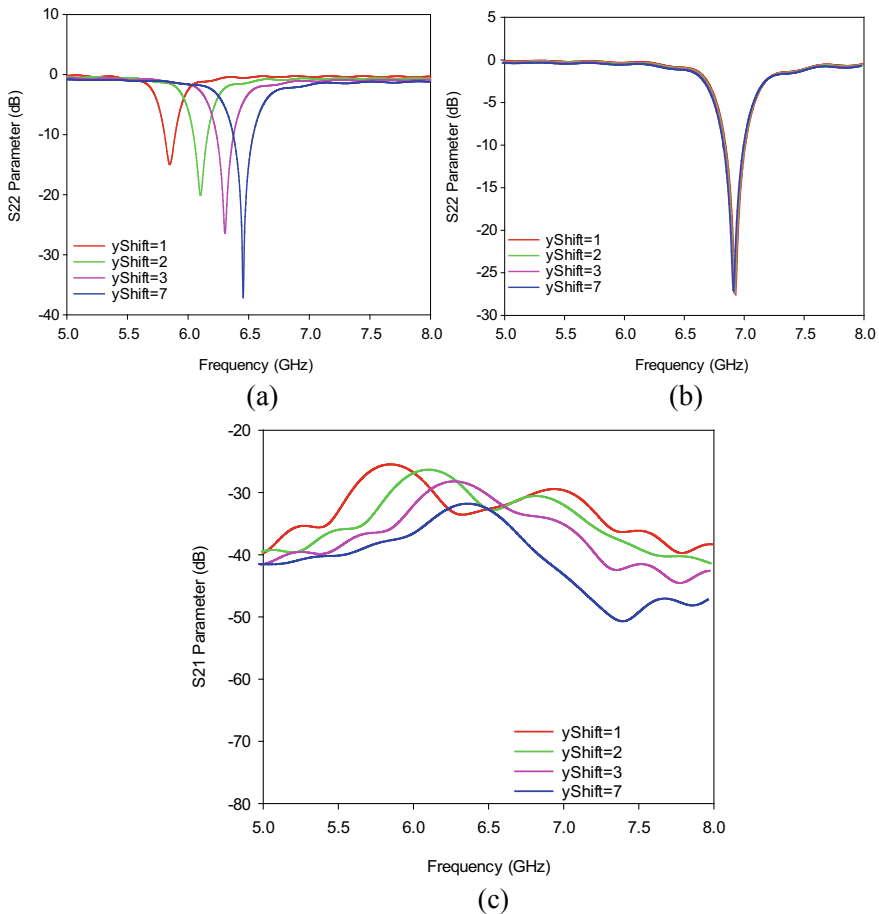 10
0
-10
-20
-30
-40
S22 Parameter (dB)
yShift=1
yShift=2
yShift=3
yShift=7
5.0 5.5 6.0 6.5 7.0 7.5 8.0
Frequency (GHz)
(a)
5
0
-5
-10
-15
-20
-25
-30
S22 Parameter (dB)
yShift=1
yShift=2
yShift=3
yShift=7
5.0 5.5 6.0 6.5 7.0 7.5 8.0
Frequency (GHz)
(b)
-20
-30
-40
-50
-60
-70
-80
S21 Parameter (dB)
yShift=1
yShift=2
yShift=3
yShift=7
5.0 5.5 6.0 6.5 7.0 7.5 8.0
Frequency (GHz)
(c)